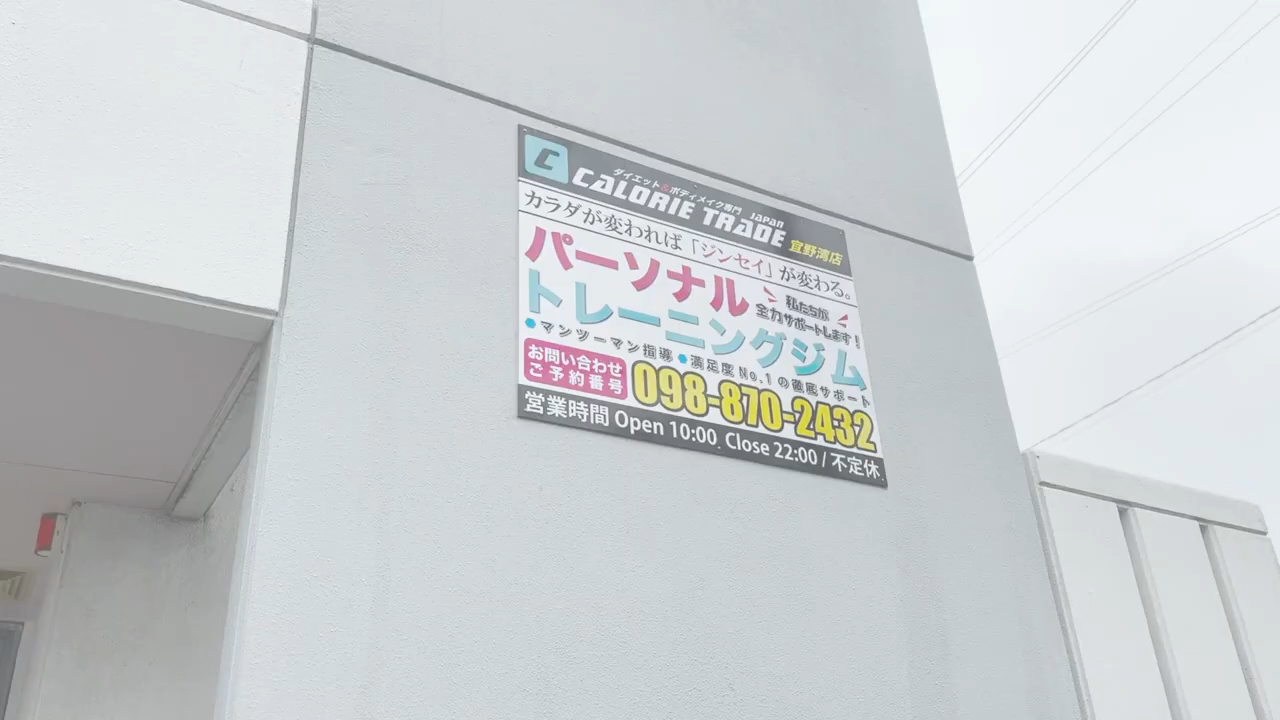 C
ダイエット&ボディメイク専門
CALORIE TRADE JAPAN 宜野湾店
カラダが変われば「ジンセイ」が変わる。
パーソナル
私たちが
全力サポートします!
トレーニングジム
●マンツーマン指導 ●満足度No.1の徹底サポート
お問い合わせ
ご予約番号
098-870-2432
営業時間 Open 10:00 Close 22:00 / 不定休